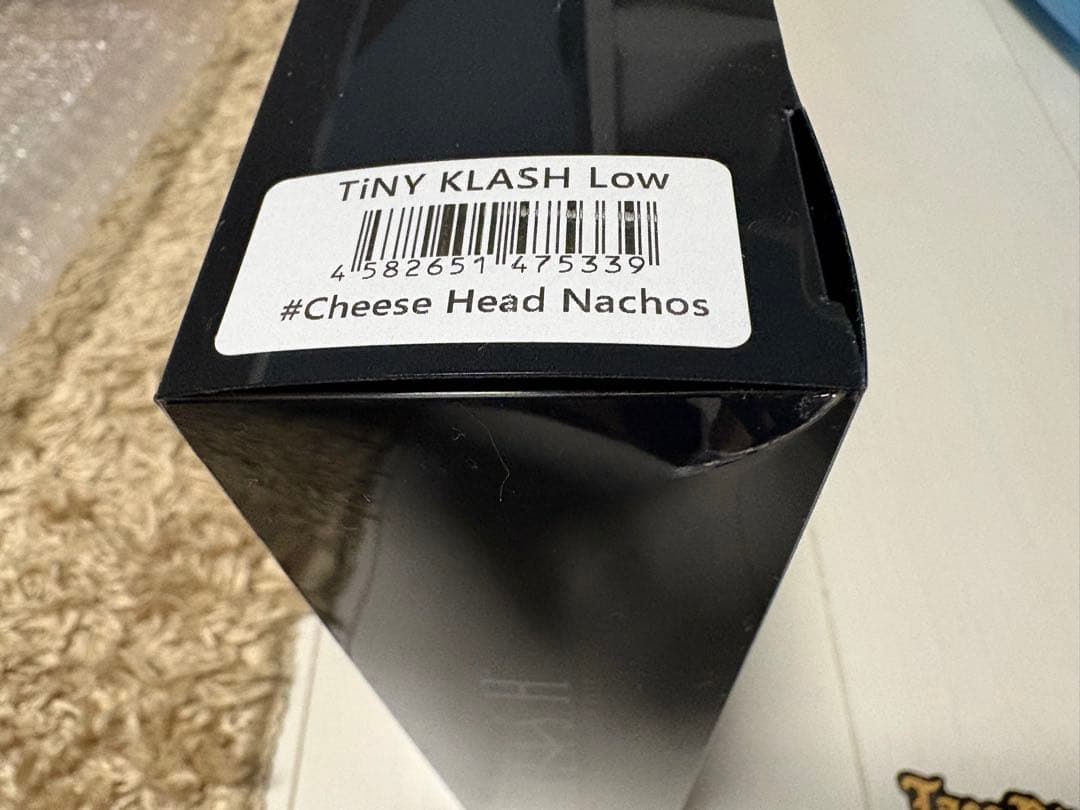 TiNY KLASH Low
4 582651 475339
#Cheese Head Nachos